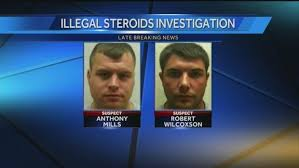 ILLEGAL STEROIDS INVESTIGATION
LATE BREAKING NEWS
SUSPECT
ANTHONY
MILLS
SUSPECT
ROBERT
WILCOXSON